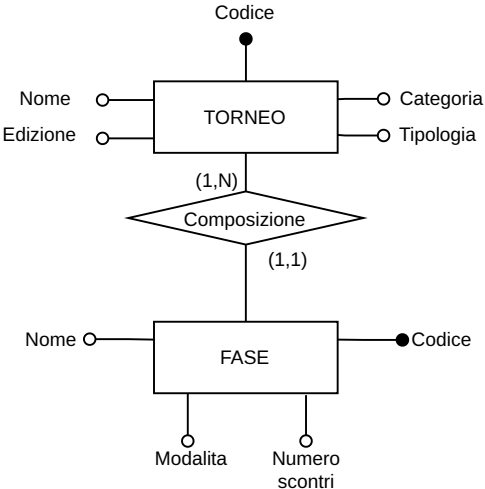 Codice
Nome
Categoria
TORNEO
Edizione
Tipologia
(1,N)
Composizione
(1,1)
Nome
Codice
FASE
Modalita
Numero
scontri